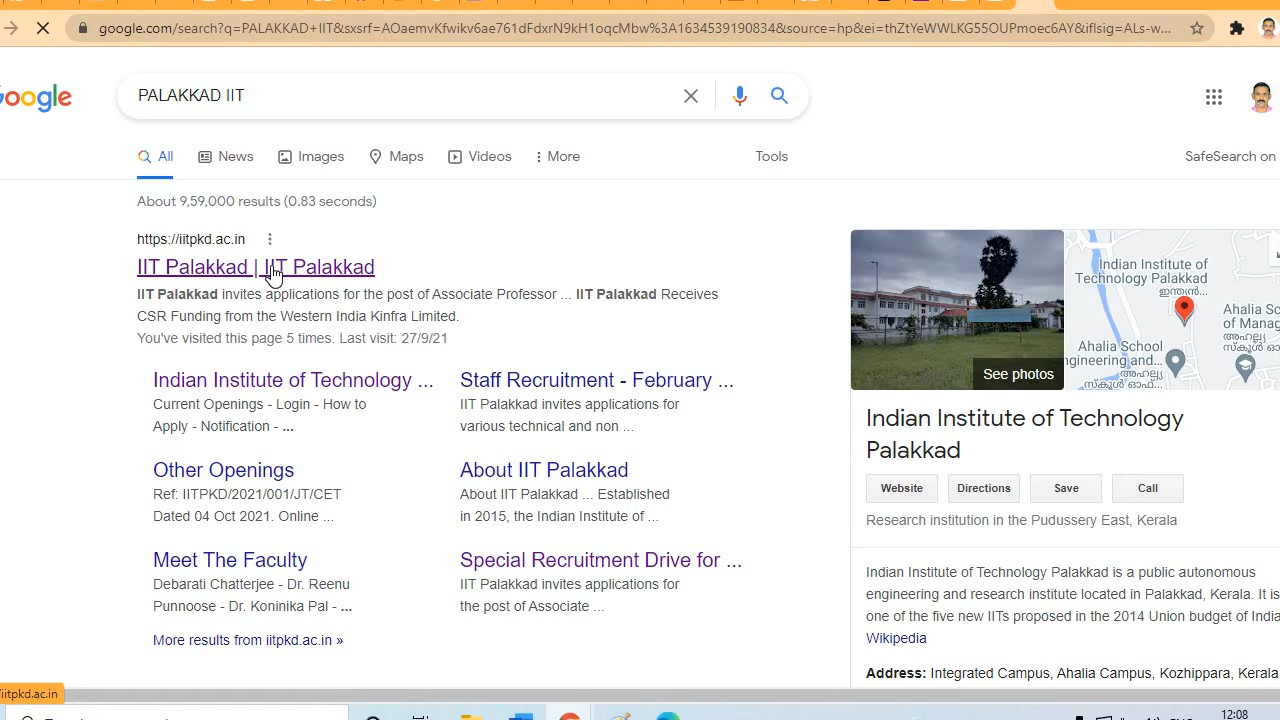 google.com/search?q=PALAKKAD+IIT&sxsrf=AOaemvKfwikv6ae761dFdxrN9kH1oqcMbw%3A1634539190834&source=hp&ei=thZtYeWWLKG55OUPmoec6AY&iflsig=ALs-w...
oogle
PALAKKAD IIT
All
News
Images
Maps
Videos
More
Tools
SafeSearch on
About 9,59,000 results (0.83 seconds)
https://iitpkd.ac.in
IIT Palakkad | IIT Palakkad
IIT Palakkad invites applications for the post of Associate Professor ... IIT Palakkad Receives
CSR Funding from the Western India Kinfra Limited.
You've visited this page 5 times. Last visit: 27/9/21
Indian Institute of Technology ...
Current Openings - Login - How to
Apply - Notification - ...
Staff Recruitment - February ...
IIT Palakkad invites applications for
various technical and non ...
Other Openings
Ref: IITPKD/2021/001/JT/CET
Dated 04 Oct 2021. Online ...
About IIT Palakkad
About IIT Palakkad ... Established
in 2015, the Indian Institute of ...
Meet The Faculty
Debarati Chatterjee - Dr. Reenu
Punnoose - Dr. Koninika Pal - ...
Special Recruitment Drive for ...
IIT Palakkad invites applications for
the post of Associate ...
More results from iitpkd.ac.in »
See photos
Indian Institute of
Technology Palakkad
ഇന്ത്യൻ...
Ahalia Scho
of Manag
അഹല്യ
സ്കൂൾ ഓഫ്...
Ahalia School
ngineering and...
അഹല്യ
സ്കൂൾ ഓഫ്...
Indian Institute of Technology
Palakkad
Website
Directions
Save
Call
Research institution in the Pudussery East, Kerala
Indian Institute of Technology Palakkad is a public autonomous
engineering and research institute located in Palakkad, Kerala. It is
one of the five new IITs proposed in the 2014 Union budget of India
Wikipedia
Address: Integrated Campus, Ahalia Campus, Kozhippara, Kerala
iitpkd.ac.in
12:08